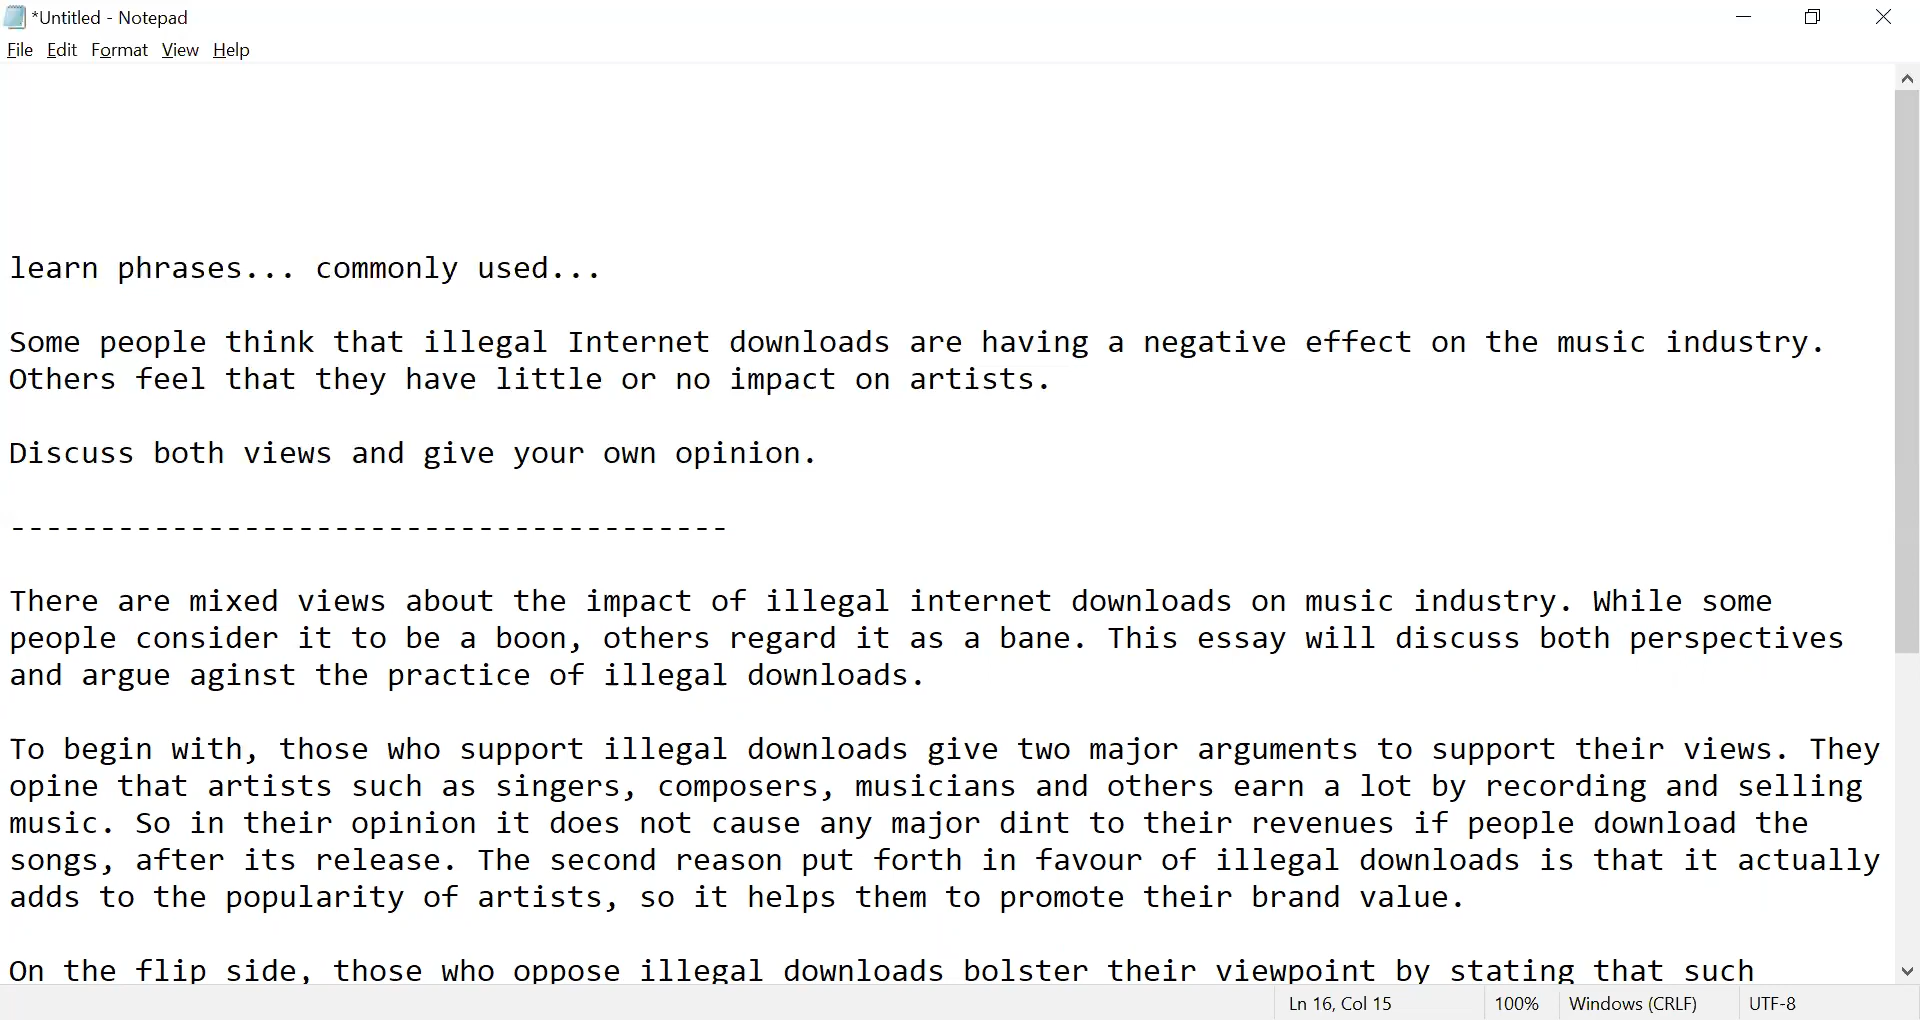 *Untitled - Notepad
File Edit Format View Help
learn phrases... commonly used...
Some people think that illegal Internet downloads are having a negative effect on the music industry.
Others feel that they have little or no impact on artists.
Discuss both views and give your own opinion.
----------------------------------------
There are mixed views about the impact of illegal internet downloads on music industry. While some
people consider it to be a boon, others regard it as a bane. This essay will discuss both perspectives
and argue aginst the practice of illegal downloads.
To begin with, those who support illegal downloads give two major arguments to support their views. They
opine that artists such as singers, composers, musicians and others earn a lot by recording and selling
music. So in their opinion it does not cause any major dint to their revenues if people download the
songs, after its release. The second reason put forth in favour of illegal downloads is that it actually
adds to the popularity of artists, so it helps them to promote their brand value.
On the flip side, those who oppose illegal downloads bolster their viewpoint by stating that such
Ln 16, Col 15 100% Windows (CRLF) UTF-8